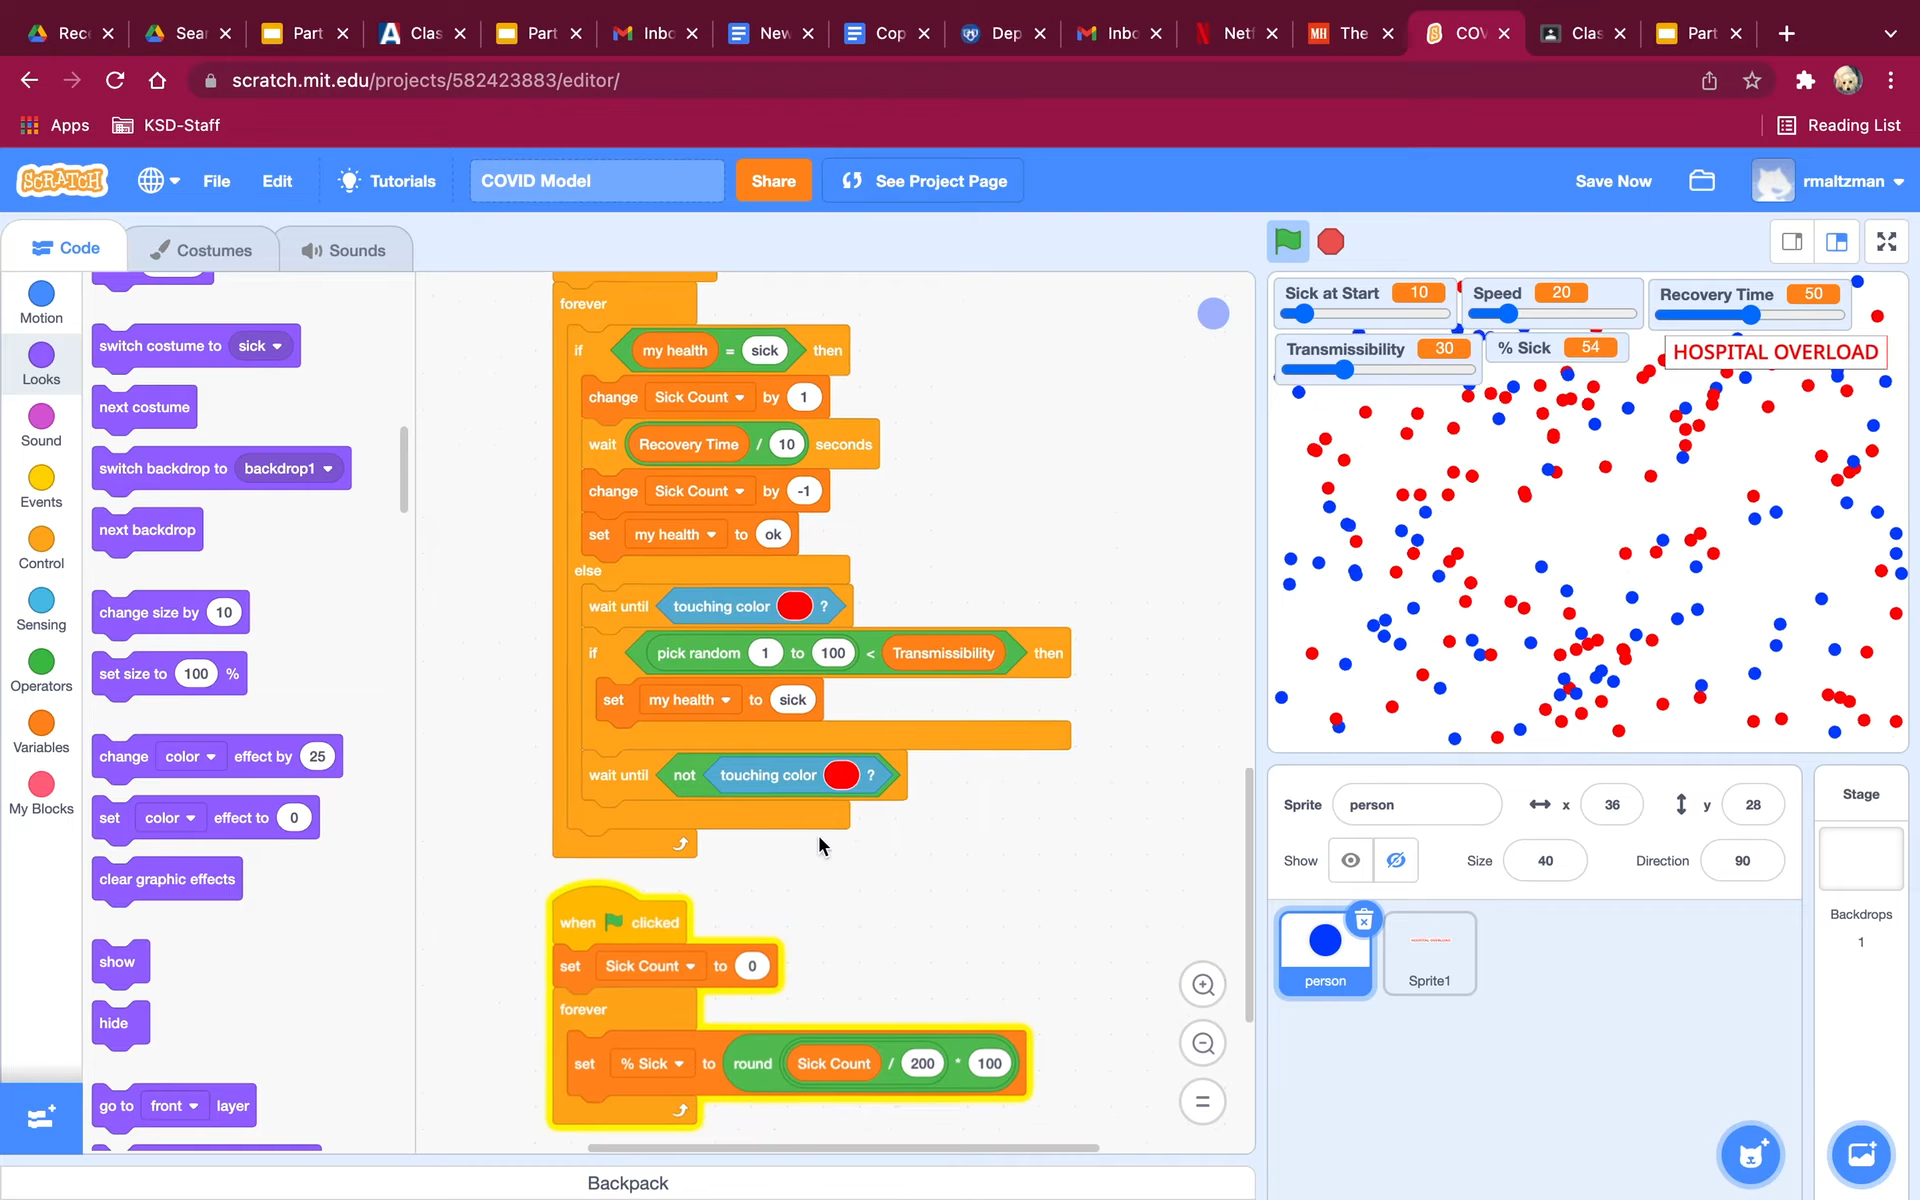 Rec
Sear
Part
Clas
Part
Inbo
New
Cop
Dep
Inbo
Netf
The
COV
Clas
Part
scratch.mit.edu/projects/582423883/editor/
Apps
KSD-Staff
Reading List
SCRATCH
File
Edit
Tutorials
COVID Model
Share
See Project Page
Save Now
rmaltzman
Code
Costumes
Sounds
Motion
Looks
Sound
Events
Control
Sensing
Operators
Variables
My Blocks
switch costume to sick
next costume
switch backdrop to backdrop1
next backdrop
change size by 10
set size to 100 %
change color effect by 25
set color effect to 0
clear graphic effects
show
hide
go to front layer
forever
if my health = sick then
change Sick Count by 1
wait Recovery Time / 10 seconds
change Sick Count by -1
set my health to ok
else
wait until touching color ?
if pick random 1 to 100 < Transmissibility then
set my health to sick
wait until not touching color ?
when clicked
set Sick Count to 0
forever
set % Sick to round Sick Count / 200 * 100
Backpack
Sick at Start 10
Speed 20
Recovery Time 50
Transmissibility 30
% Sick 54
HOSPITAL OVERLOAD
Sprite person
x 36
y 28
Show
Size 40
Direction 90
person
HOSPITAL OVERLOAD
Sprite1
Stage
Backdrops
1